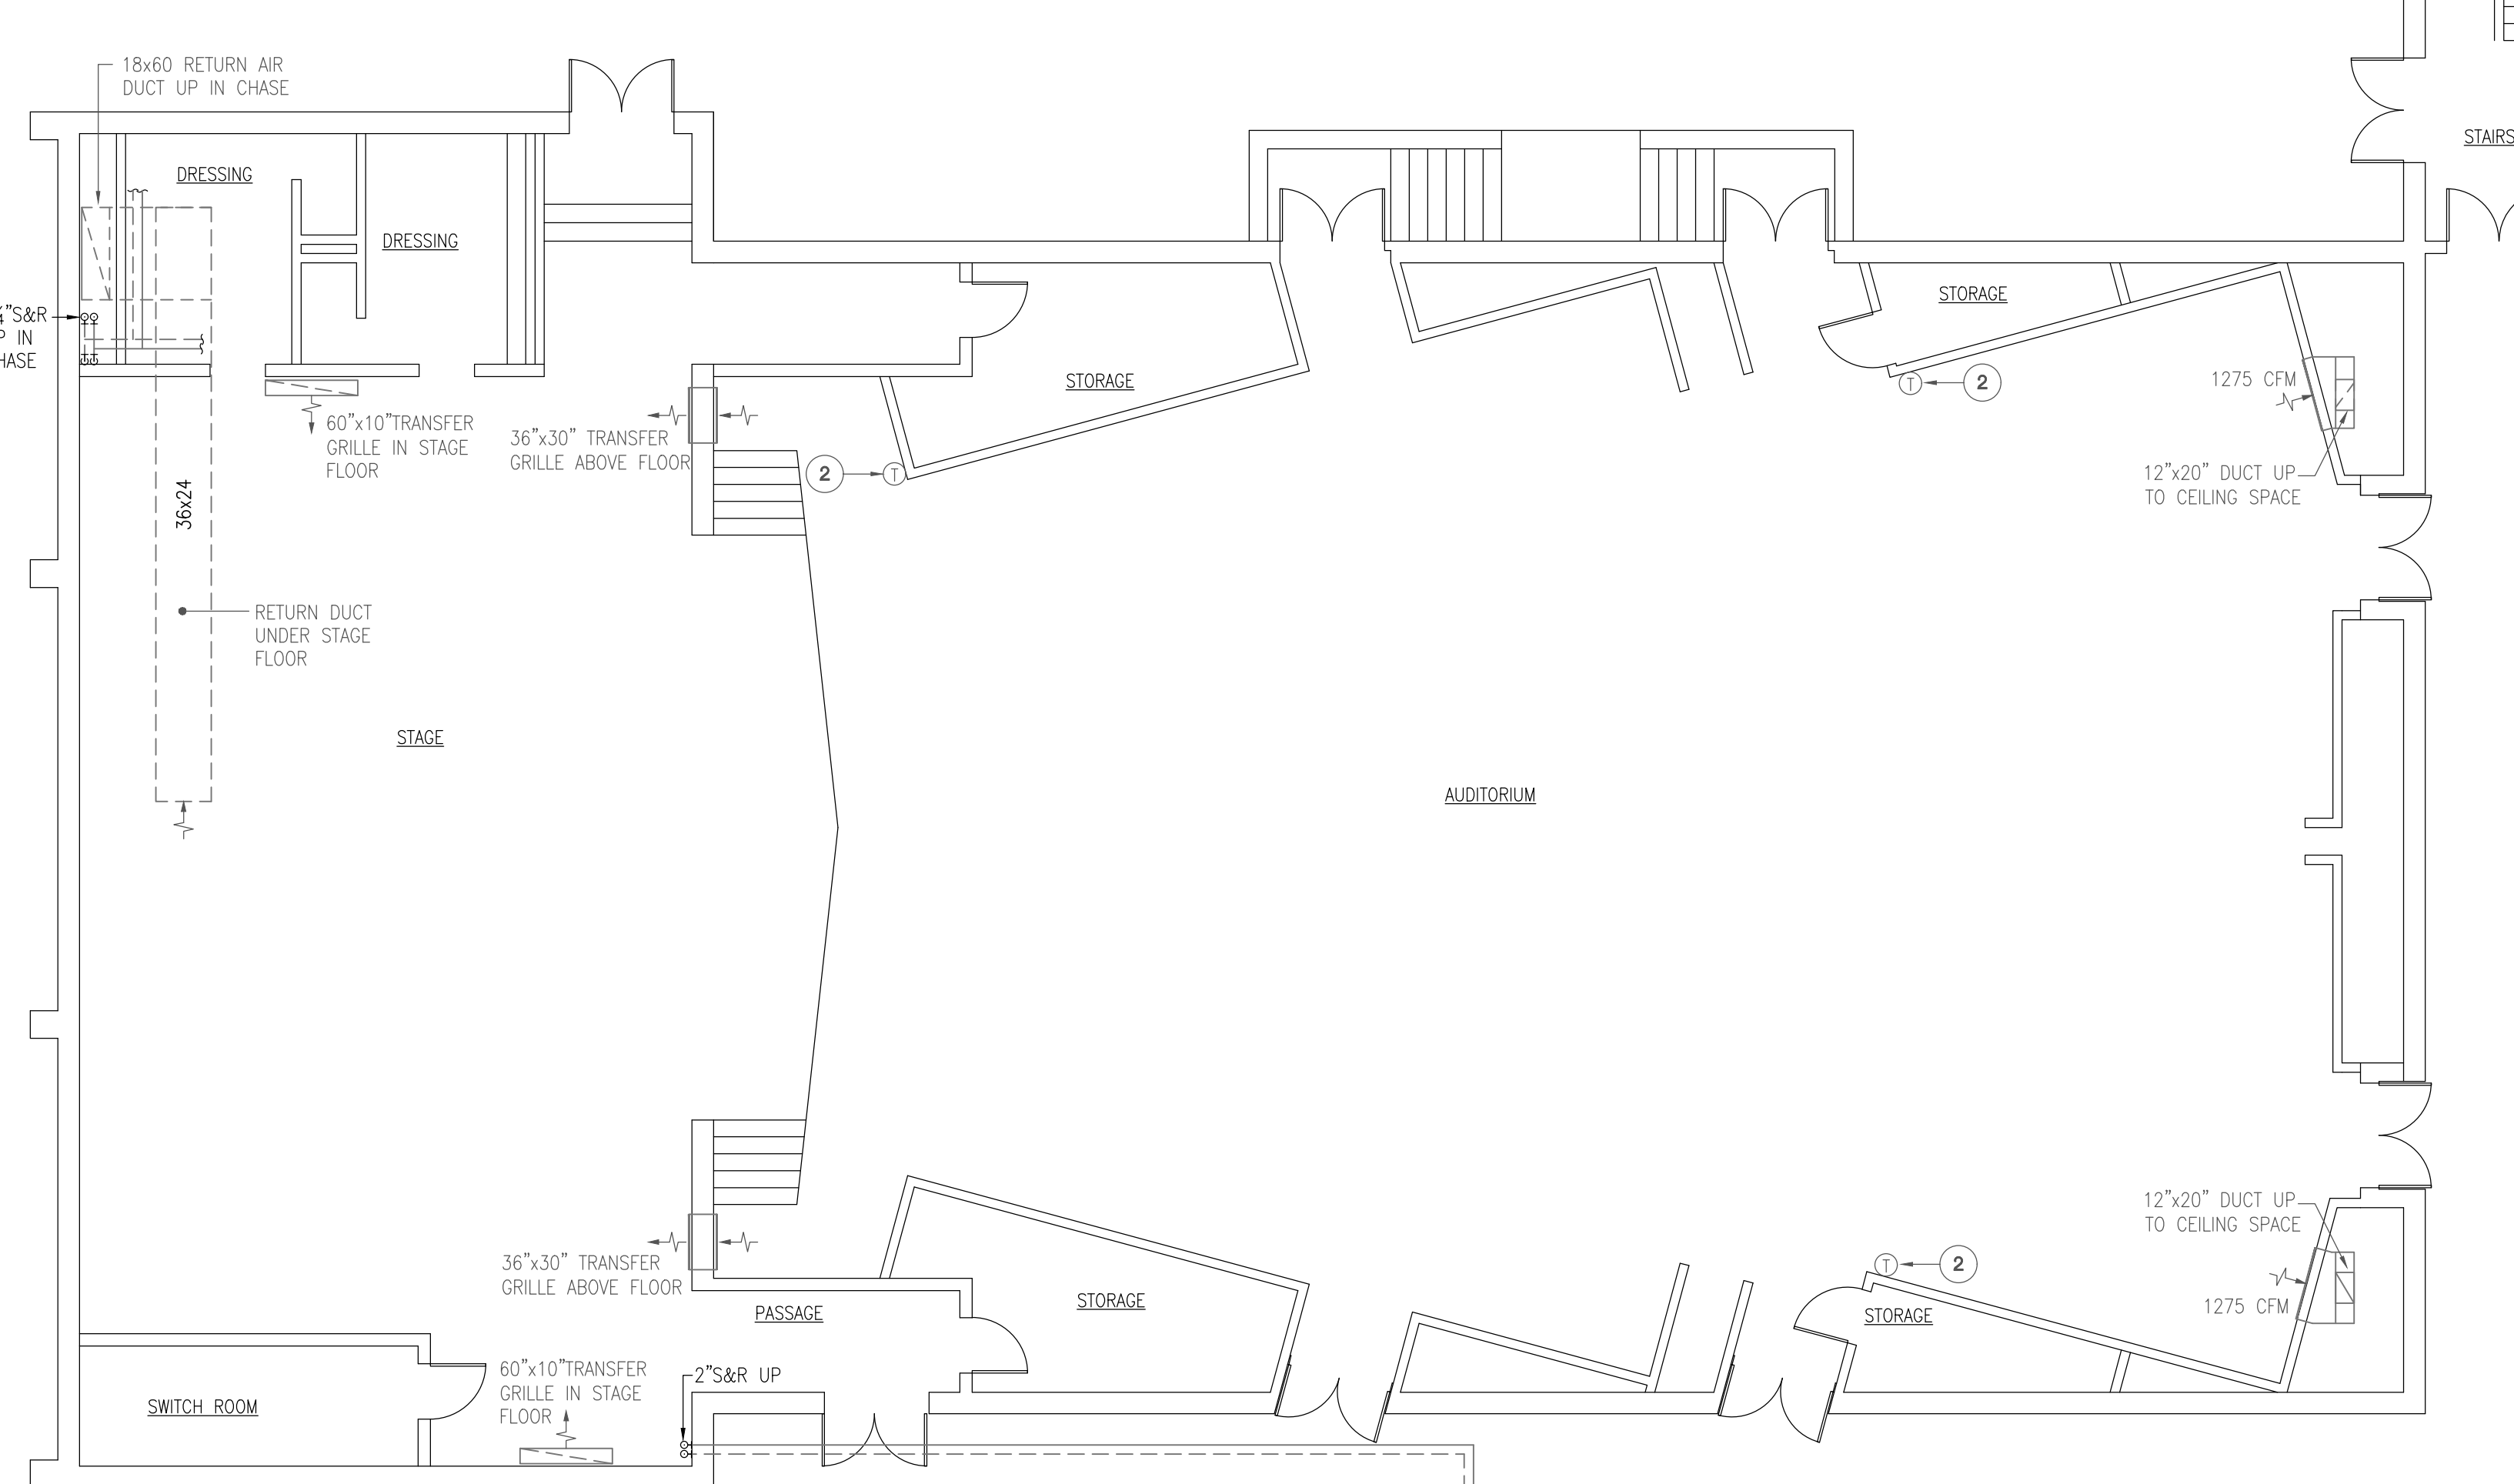 18x60 RETURN AIR
DUCT UP IN CHASE
STAIRS
DRESSING
DRESSING
STORAGE
"S&R
IN
STORAGE
1275 CFM
2
60"x10"TRANSFER
GRILLE IN STAGE
FLOOR
36"x30" TRANSFER
GRILLE ABOVE FLOOR
2
T
T
12"x20" DUCT UP
TO CEILING SPACE
36x24
RETURN DUCT
UNDER STAGE
FLOOR
STAGE
AUDITORIUM
12"x20" DUCT UP
TO CEILING SPACE
36"x30" TRANSFER
GRILLE ABOVE FLOOR
T
2
1275 CFM
PASSAGE
STORAGE
STORAGE
60"x10"TRANSFER
GRILLE IN STAGE
FLOOR
2"S&R UP
SWITCH ROOM